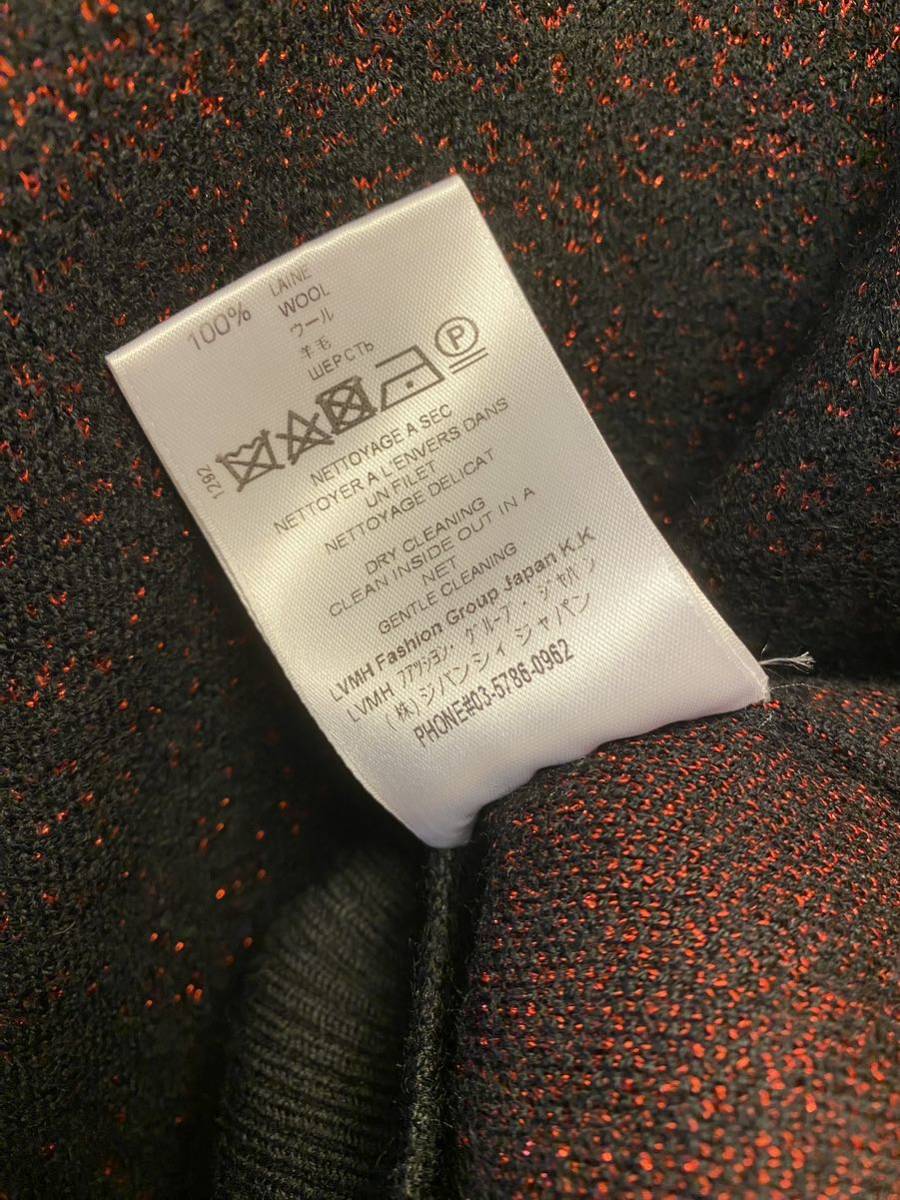 100% LAINE
WOOL
ウール
羊毛
ШЕРСТЬ
P
1292
NETTOYAGE A SEC
NETTOYER A L'ENVERS DANS
UN FILET
NETTOYAGE DELICAT
DRY CLEANING
CLEAN INSIDE OUT IN A
NET
GENTLE CLEANING
LVMH Fashion Group Japan K.K.
LVMH ファッション・グループ・ジャパン
(株)ジバンシィ ジャパン
PHONE#03-5786-0962